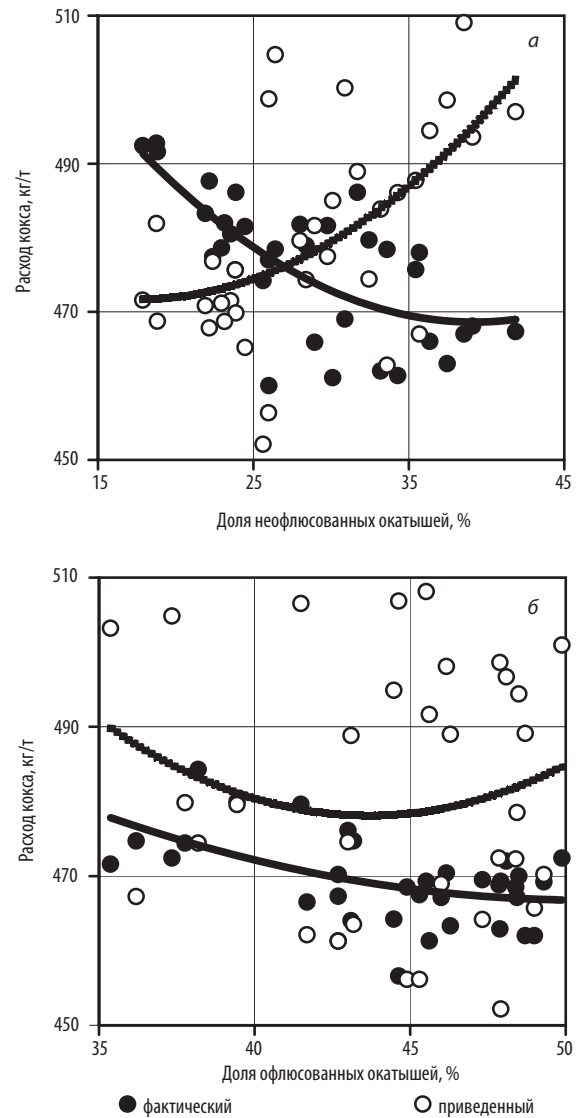 510
а
490
Расход кокса, кг/т
470
450
15
25
35
45
Доля неофлюсованных окатышей, %
510
б
490
Расход кокса, кг/т
470
450
35
40
45
50
Доля офлюсованных окатышей, %
фактический
приведенный